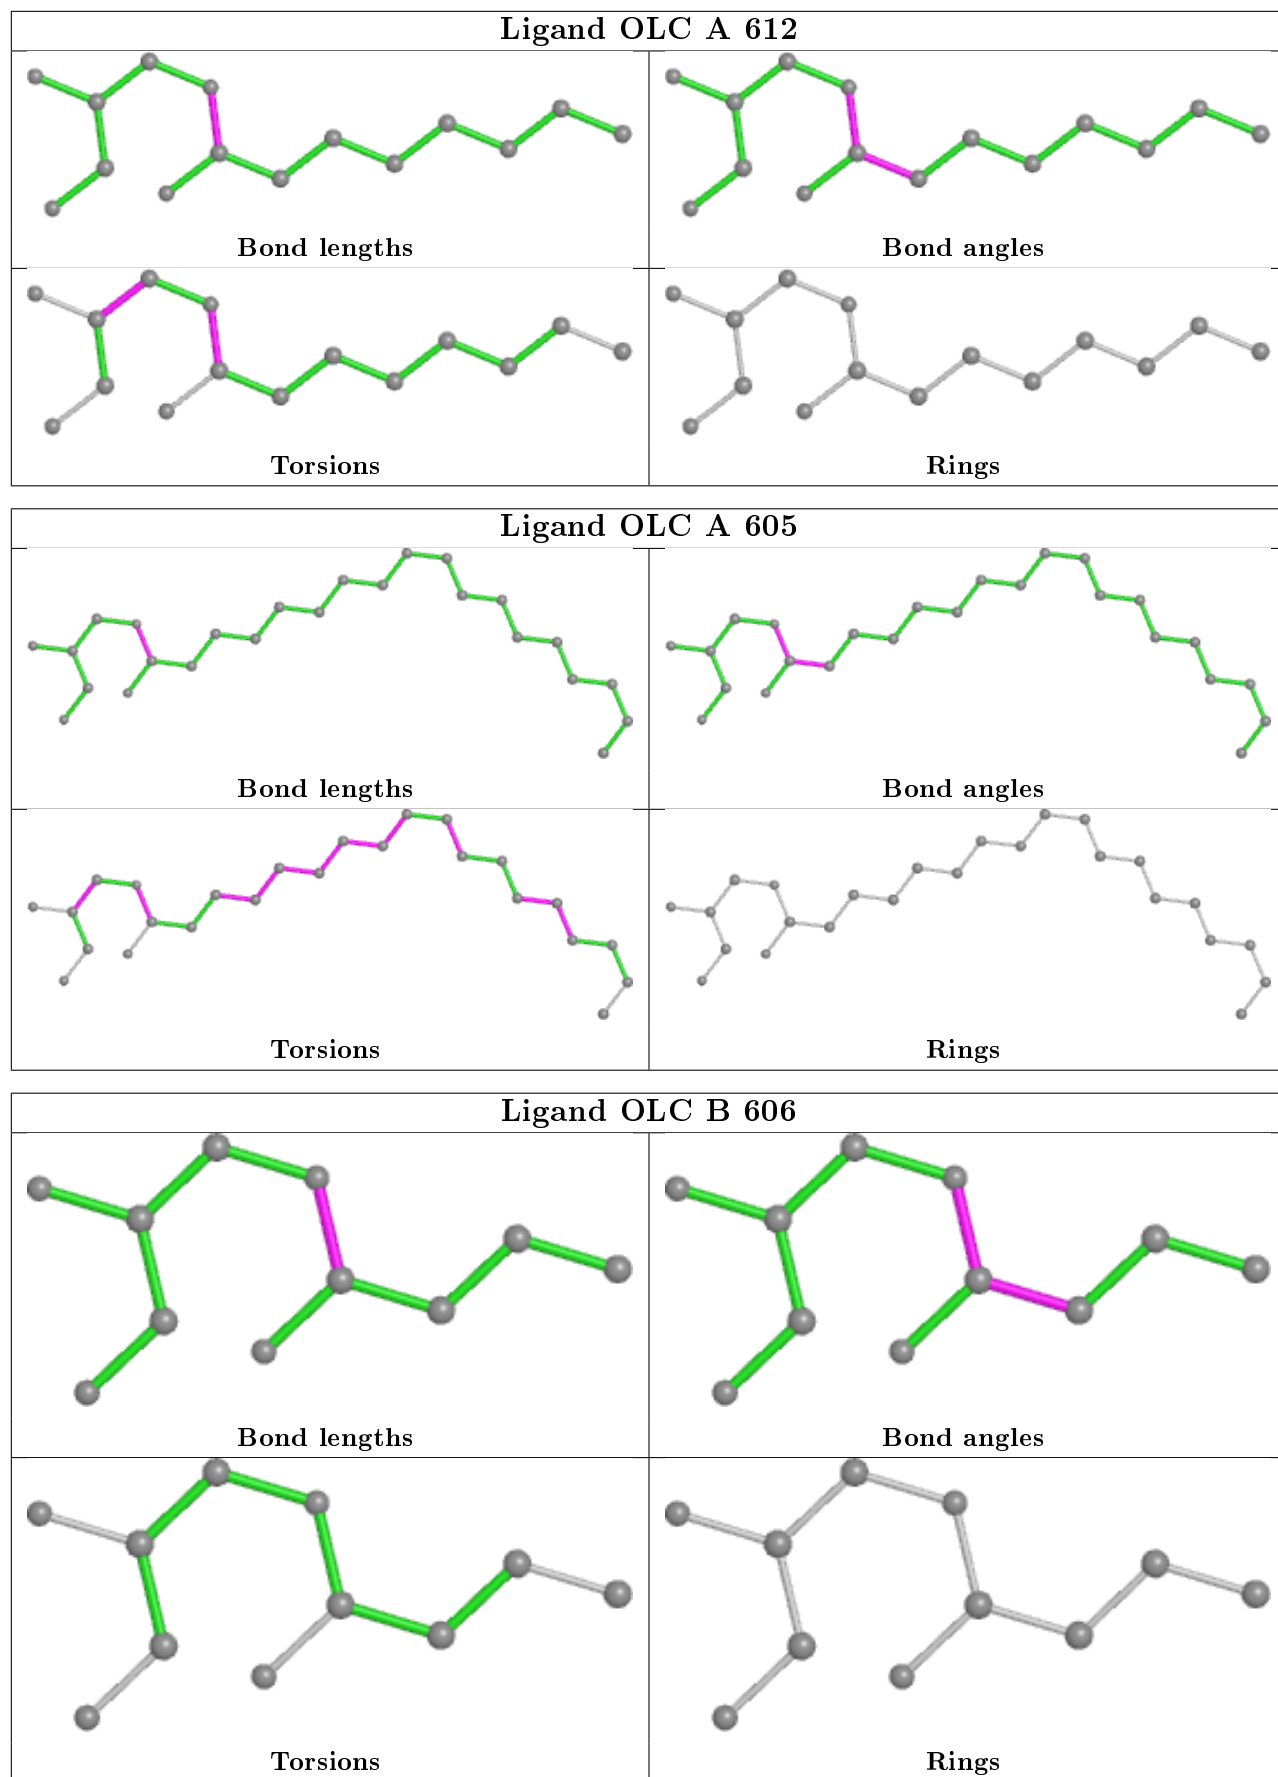 Ligand OLC A 612
Bond lengths
Bond angles
Torsions
Rings
Ligand OLC A 605
Bond lengths
Bond angles
Torsions
Rings
Ligand OLC B 606
Bond lengths
Bond angles
Torsions
Rings